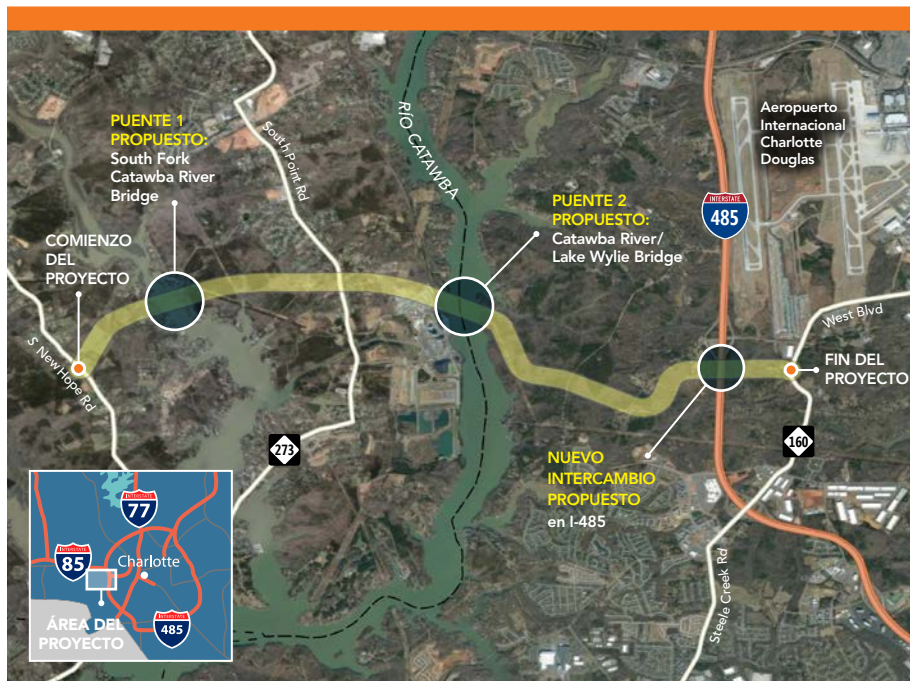 PUENTE 1
PROPUESTO:
South Fork
Catawba River
Bridge
South Point Rd
RÍO CATAWBA
PUENTE 2
PROPUESTO:
Catawba River/
Lake Wylie Bridge
INTERSTATE
485
Aeropuerto
Internacional
Charlotte
Douglas
COMIENZO
DEL
PROYECTO
S New Hope Rd
West Blvd
FIN DEL
PROYECTO
273
160
NUEVO
INTERCAMBIO
PROPUESTO
en I-485
Steele Creek Rd
INTERSTATE
77
INTERSTATE
85
Charlotte
ÁREA DEL
PROYECTO
INTERSTATE
485